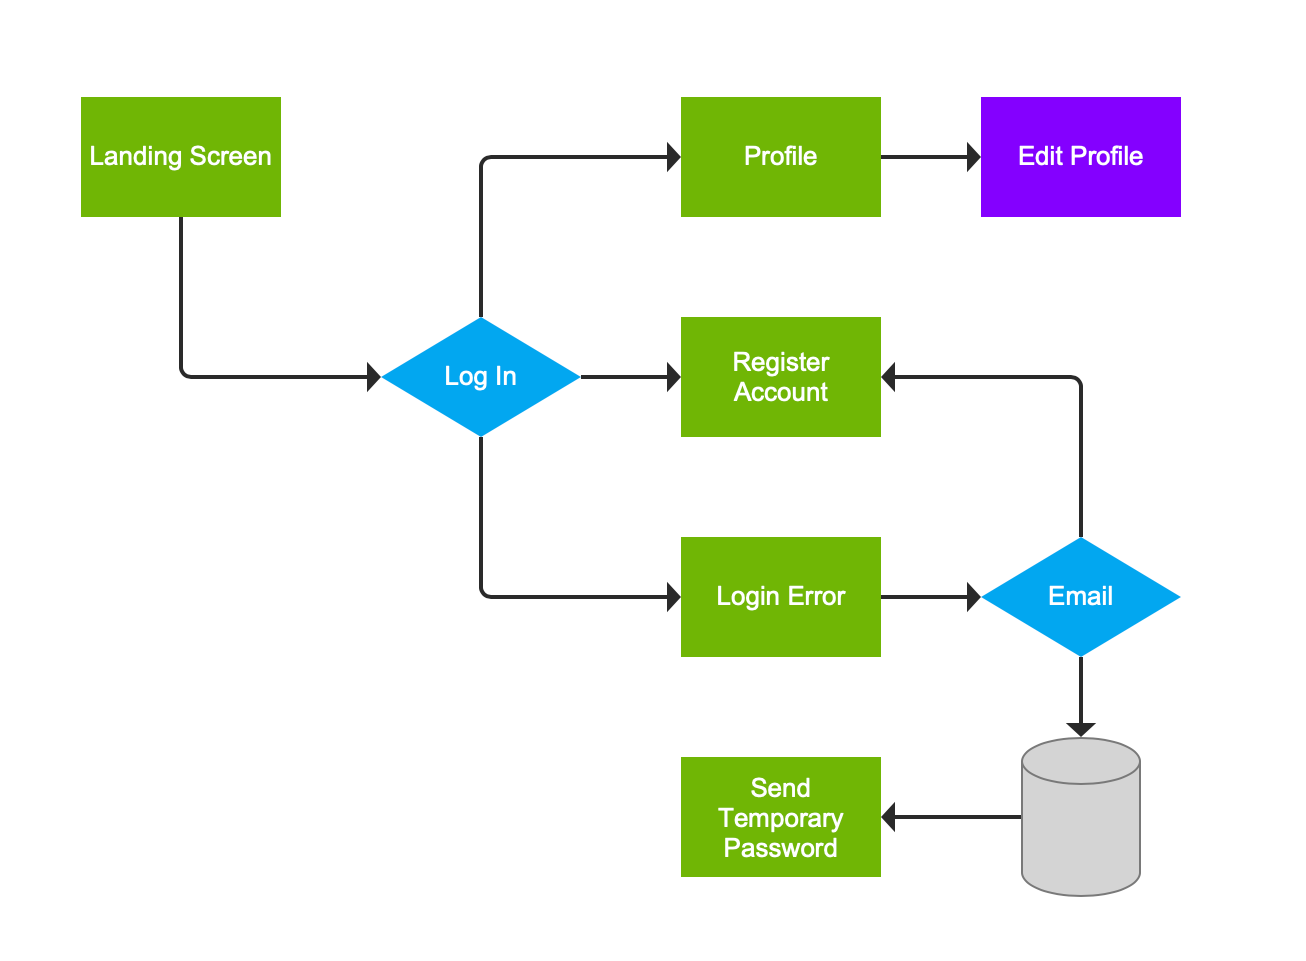 Landing Screen
Profile
Edit Profile
Log In
Register
Account
Login Error
Email
Send
Temporary
Password